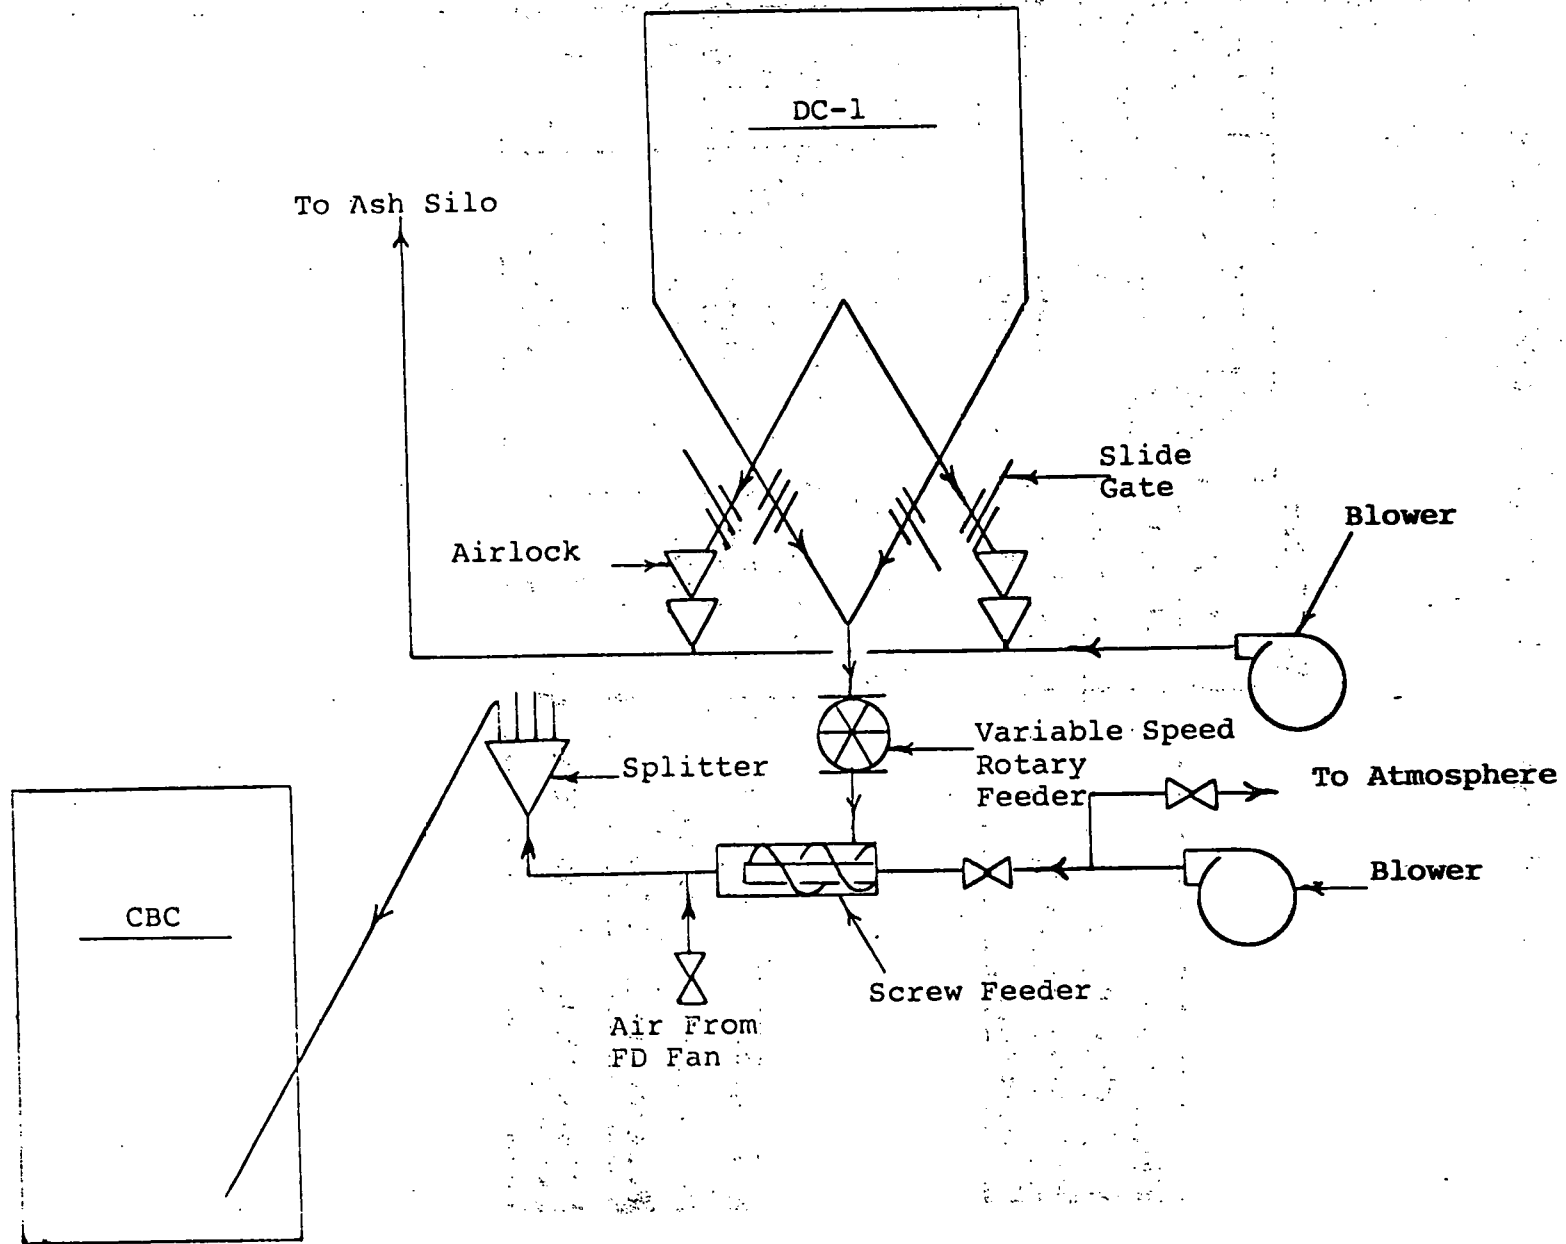 DC-1
To Ash Silo
Slide
Gate
Blower
Airlock
Variable Speed
Rotary
Feeder
To Atmosphere
Splitter
Blower
CBC
Screw Feeder
Air From
FD Fan